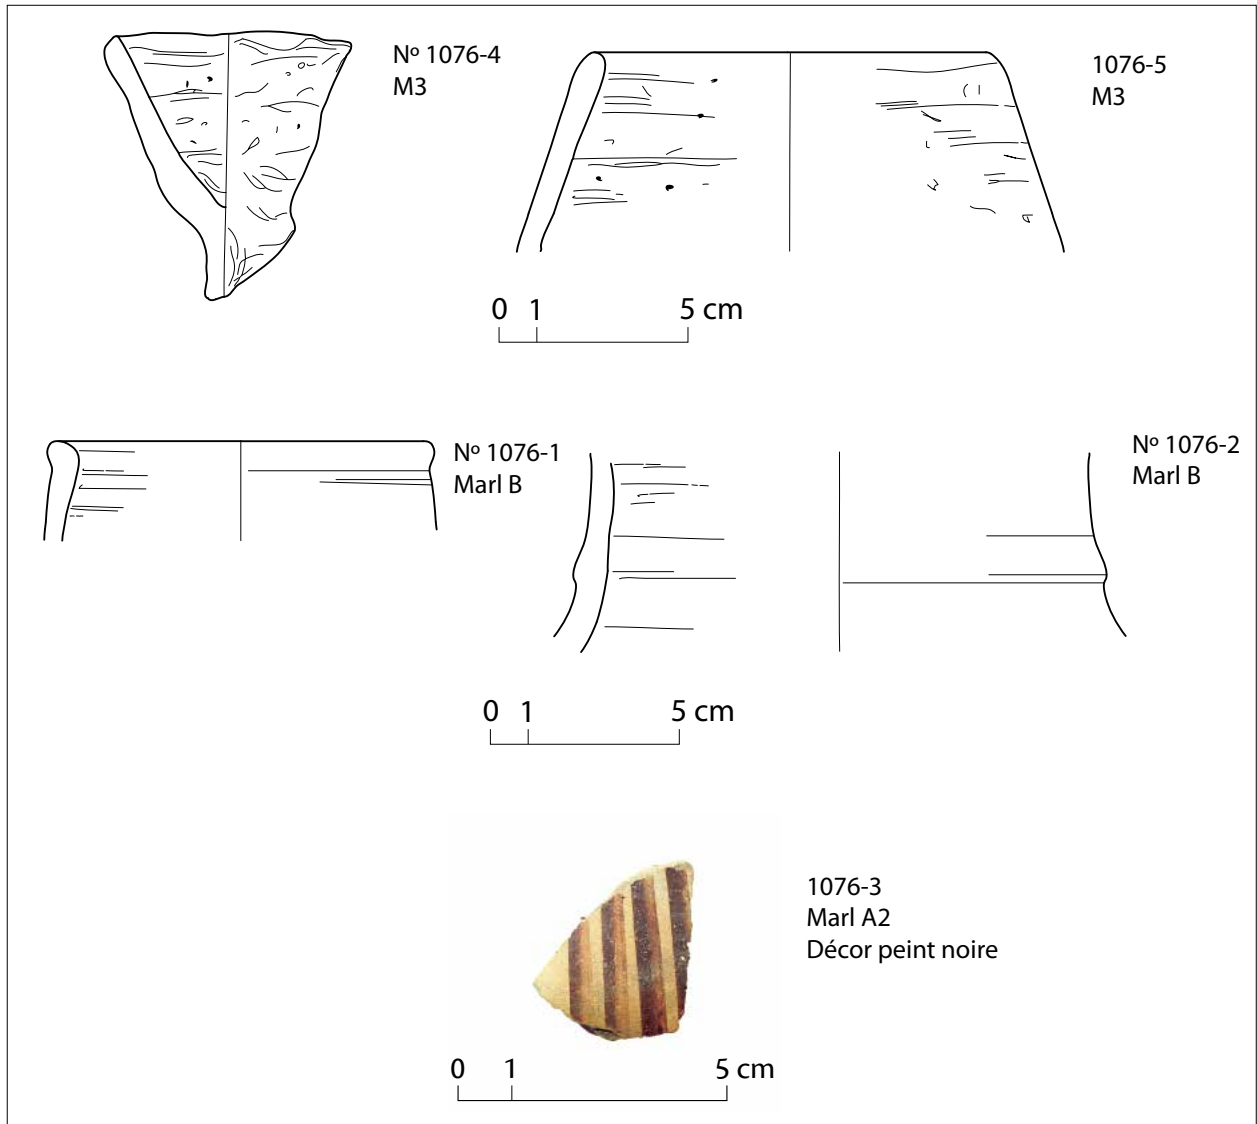 Nº 1076-4
M3
1076-5
M3
0 1 5 cm
Nº 1076-1
Marl B
Nº 1076-2
Marl B
0 1 5 cm
1076-3
Marl A2
Décor peint noire
0 1 5 cm